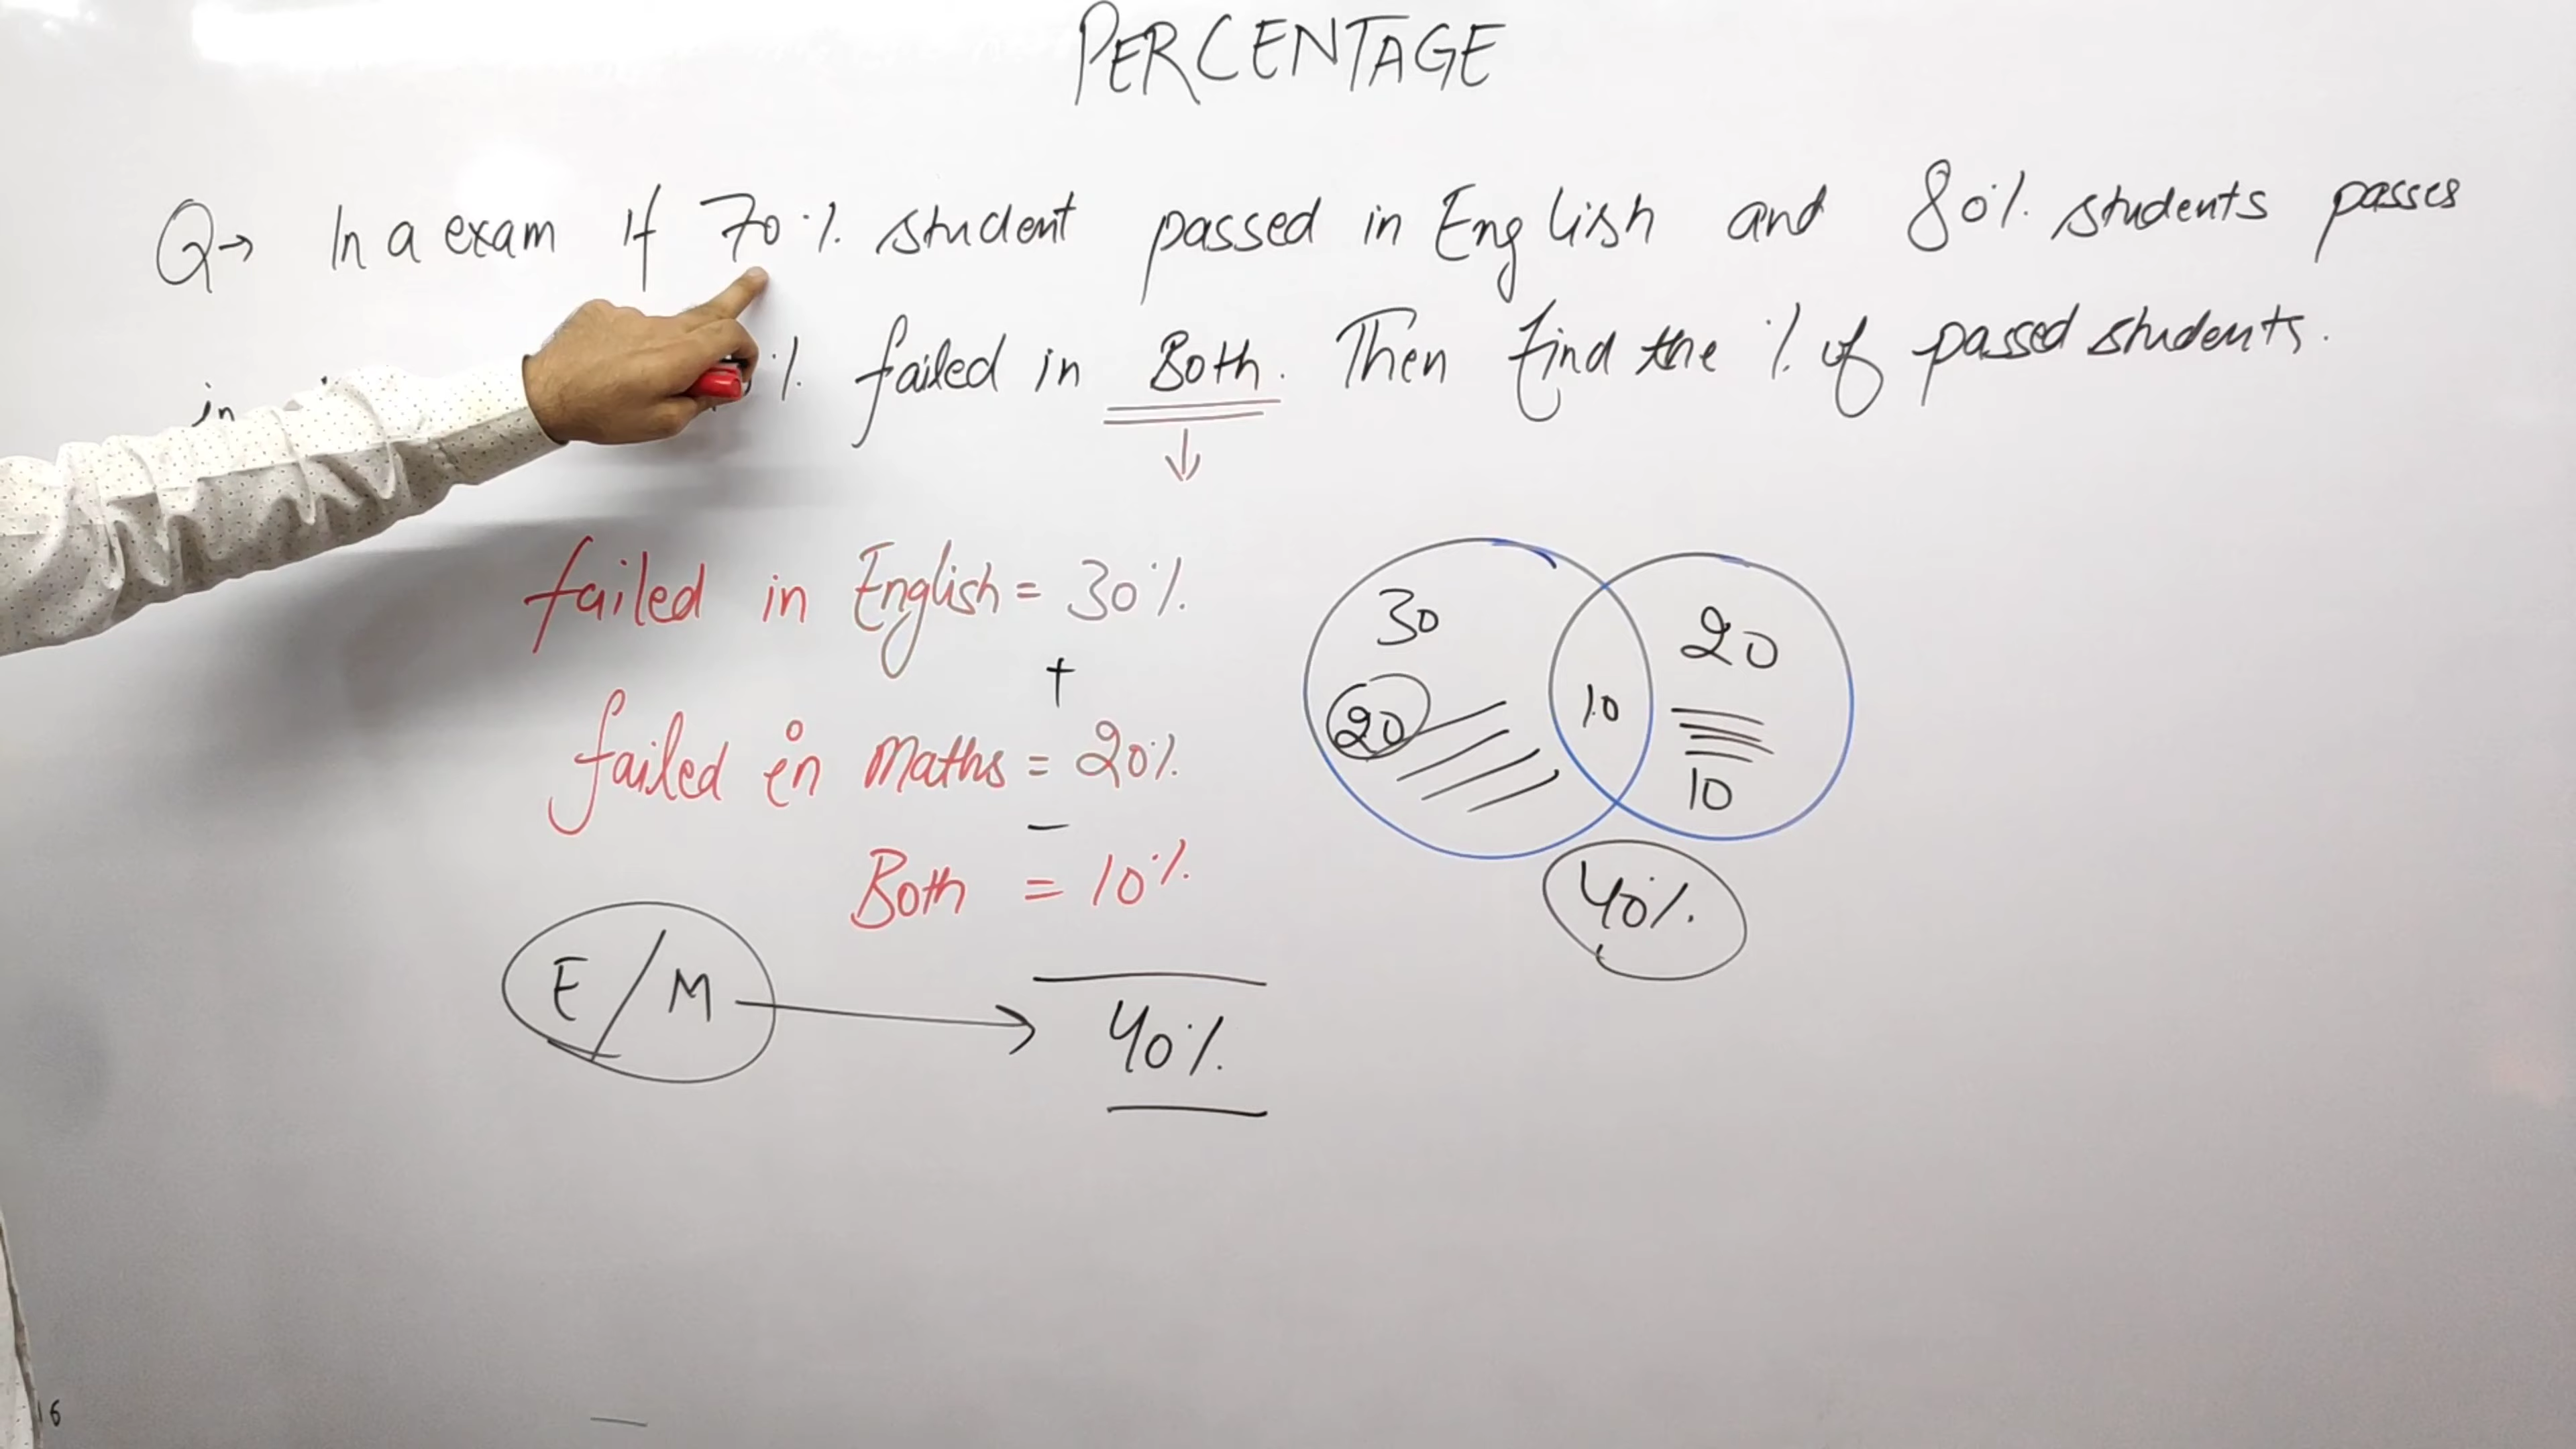 PERCENTAGE
Q→ In a exam if 70% student passed in English and 80% students passes
in % failed in Both. Then find the % of passed students.
↓
failed in English = 30%
+
failed in Maths = 20%
−
Both = 10%
E/M → 40%
30 20
20 10
10
40%
16